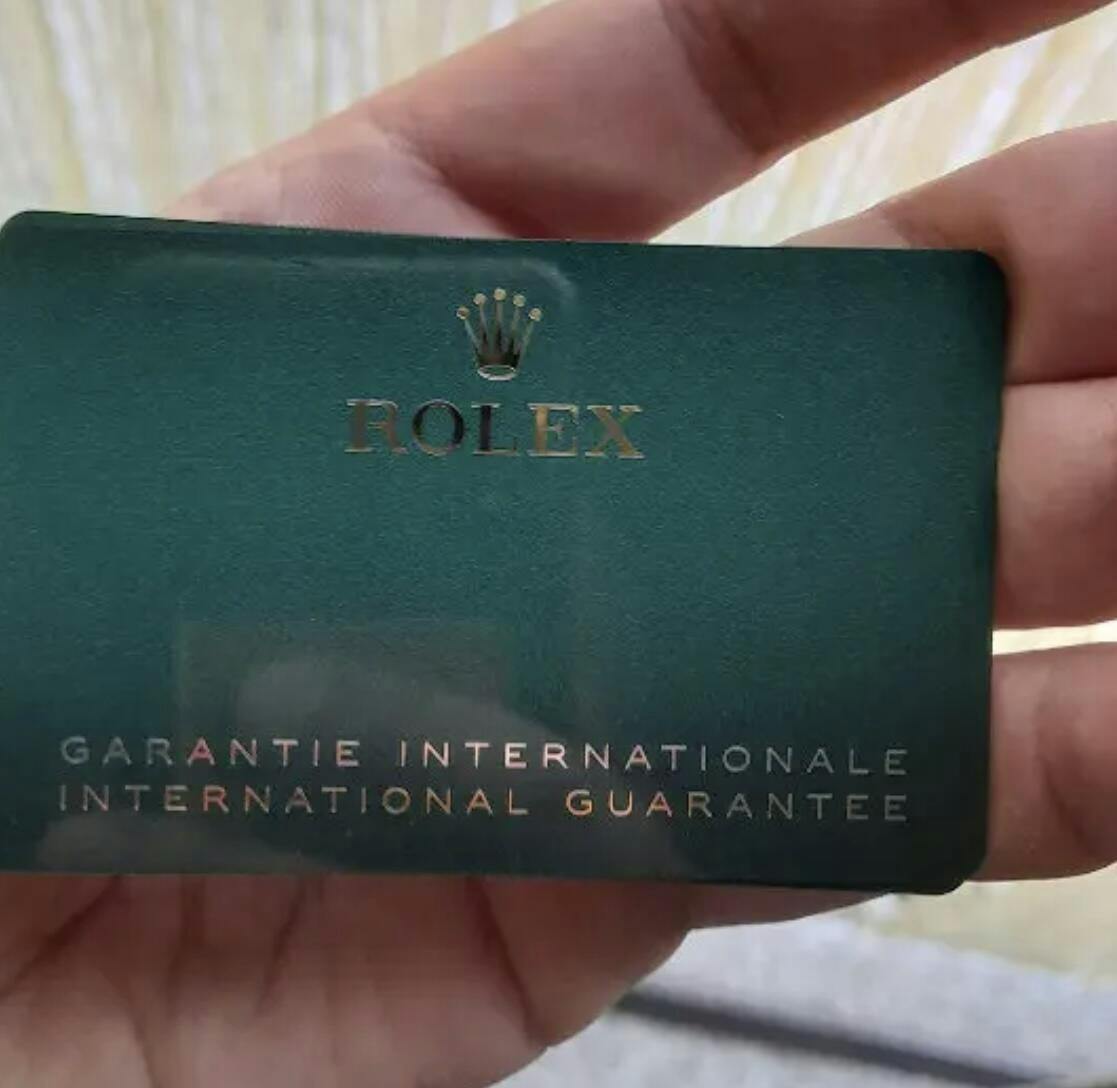 ROLEX
GARANTIE INTERNATIONALE
INTERNATIONAL GUARANTEE